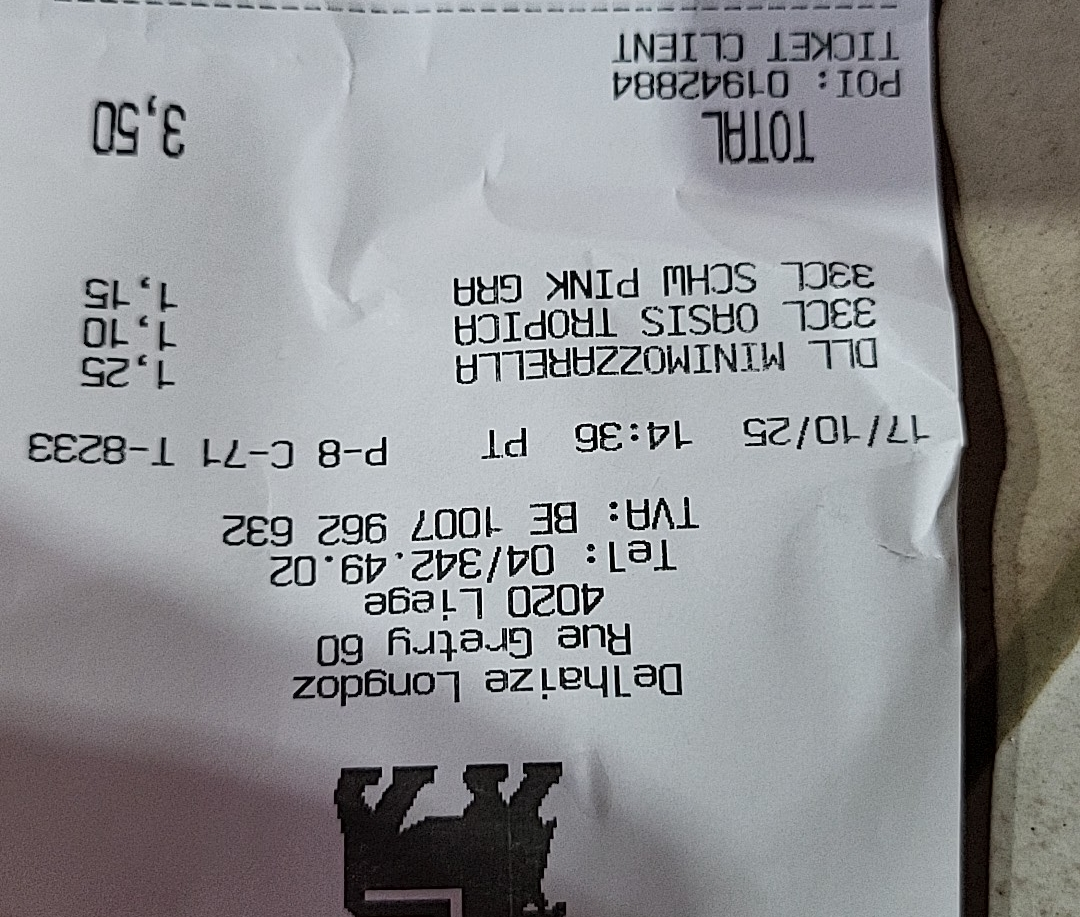 Delhaize Longdoz
Rue Gretry 60
4020 Liege
Tel: 04/342.49.02
TVA: BE 1007 962 632
17/10/25 14:36 PT P-8 C-71 T-8233
DLL MINIMOZZARELLA 1,25
33CL OASIS TROPICA 1,10
33CL SCHW PINK GRA 1,15
TOTAL 3,50
POI: 01942884
TICKET CLIENT